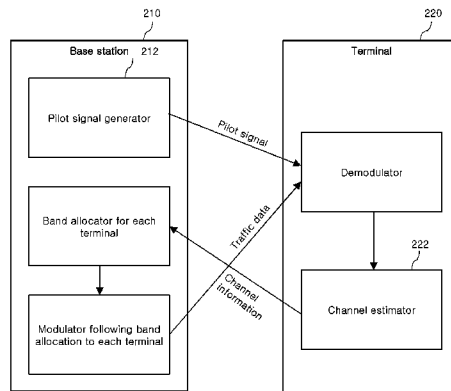 210
220
Base station
212
Terminal
Pilot signal generator
Pilot signal
Demodulator
Band allocator for each
terminal
Traffic data
222
Channel
information
Channel estimator
Modulator following band
allocation to each terminal